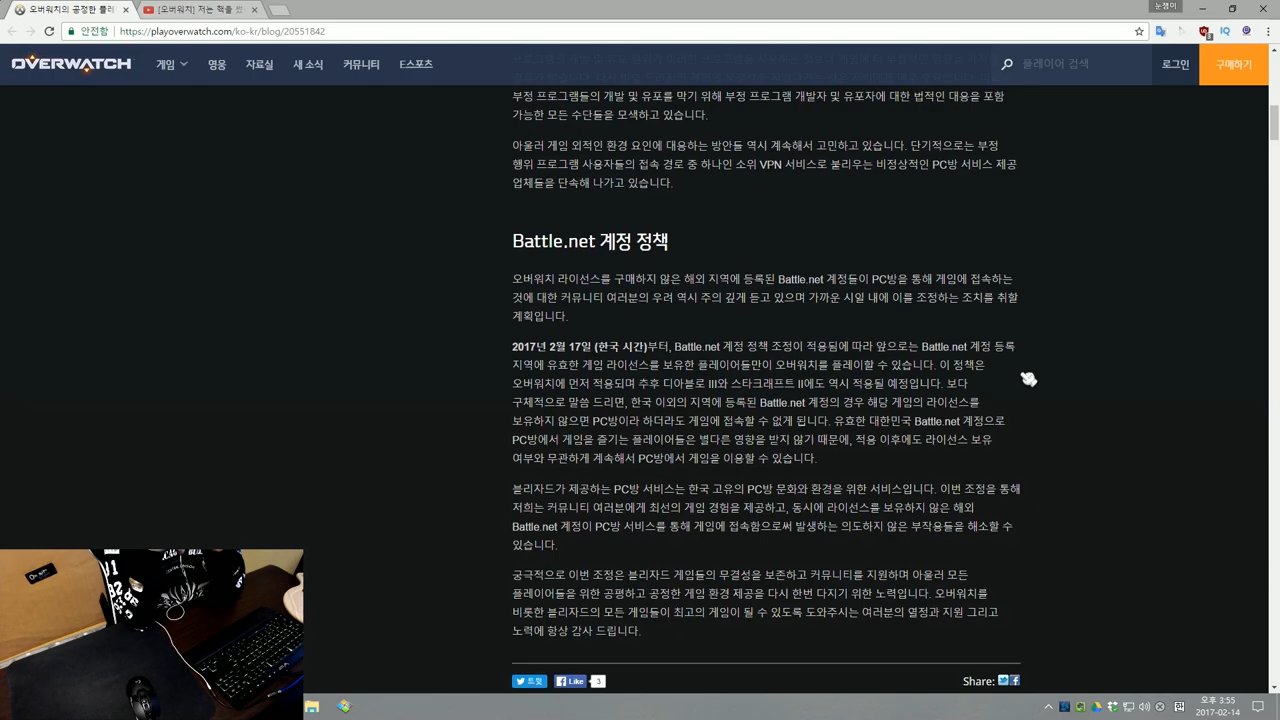 오버워치의 공정한 플레
[오버워치] 저는 핵을 썼
눈쟁이
안전함
https://playoverwatch.com/ko-kr/blog/20551842
OVERWATCH
게임
영웅
자료실
새 소식
커뮤니티
E스포츠
플레이어 검색
로그인
구매하기
부정 프로그램들의 개발 및 유포를 막기 위해 부정 프로그램 개발자 및 유포자에 대한 법적인 대응을 포함
가능한 모든 수단들을 모색하고 있습니다.
아울러 게임 외적인 환경 요인에 대응하는 방안들 역시 계속해서 고민하고 있습니다. 단기적으로는 부정
행위 프로그램 사용자들의 접속 경로 중 하나인 소위 VPN 서비스로 불리우는 비정상적인 PC방 서비스 제공
업체들을 단속해 나가고 있습니다.
Battle.net 계정 정책
오버워치 라이선스를 구매하지 않은 해외 지역에 등록된 Battle.net 계정들이 PC방을 통해 게임에 접속하는
것에 대한 커뮤니티 여러분의 우려 역시 주의 깊게 듣고 있으며 가까운 시일 내에 이를 조정하는 조치를 취할
계획입니다.
2017년 2월 17일 (한국 시간)부터, Battle.net 계정 정책 조정이 적용됨에 따라 앞으로는 Battle.net 계정 등록
지역에 유효한 게임 라이선스를 보유한 플레이어들만이 오버워치를 플레이할 수 있습니다. 이 정책은
오버워치에 먼저 적용되며 추후 디아블로 III와 스타크래프트 II에도 역시 적용될 예정입니다. 보다
구체적으로 말씀 드리면, 한국 이외의 지역에 등록된 Battle.net 계정의 경우 해당 게임의 라이선스를
보유하지 않으면 PC방이라 하더라도 게임에 접속할 수 없게 됩니다. 유효한 대한민국 Battle.net 계정으로
PC방에서 게임을 즐기는 플레이어들은 별다른 영향을 받지 않기 때문에, 적용 이후에도 라이선스 보유
여부와 무관하게 계속해서 PC방에서 게임을 이용할 수 있습니다.
블리자드가 제공하는 PC방 서비스는 한국 고유의 PC방 문화와 환경을 위한 서비스입니다. 이번 조정을 통해
저희는 커뮤니티 여러분에게 최선의 게임 경험을 제공하고, 동시에 라이선스를 보유하지 않은 해외
Battle.net 계정이 PC방 서비스를 통해 게임에 접속함으로써 발생하는 의도하지 않은 부작용들을 해소할 수
있습니다.
궁극적으로 이번 조정은 블리자드 게임들의 무결성을 보존하고 커뮤니티를 지원하며 아울러 모든
플레이어들을 위한 공평하고 공정한 게임 환경 제공을 다시 한번 다지기 위한 노력입니다. 오버워치를
비롯한 블리자드의 모든 게임들이 최고의 게임이 될 수 있도록 도와주시는 여러분의 열정과 지원 그리고
노력에 항상 감사 드립니다.
트윗
Like
3
Share:
오후 3:55
2017-02-14